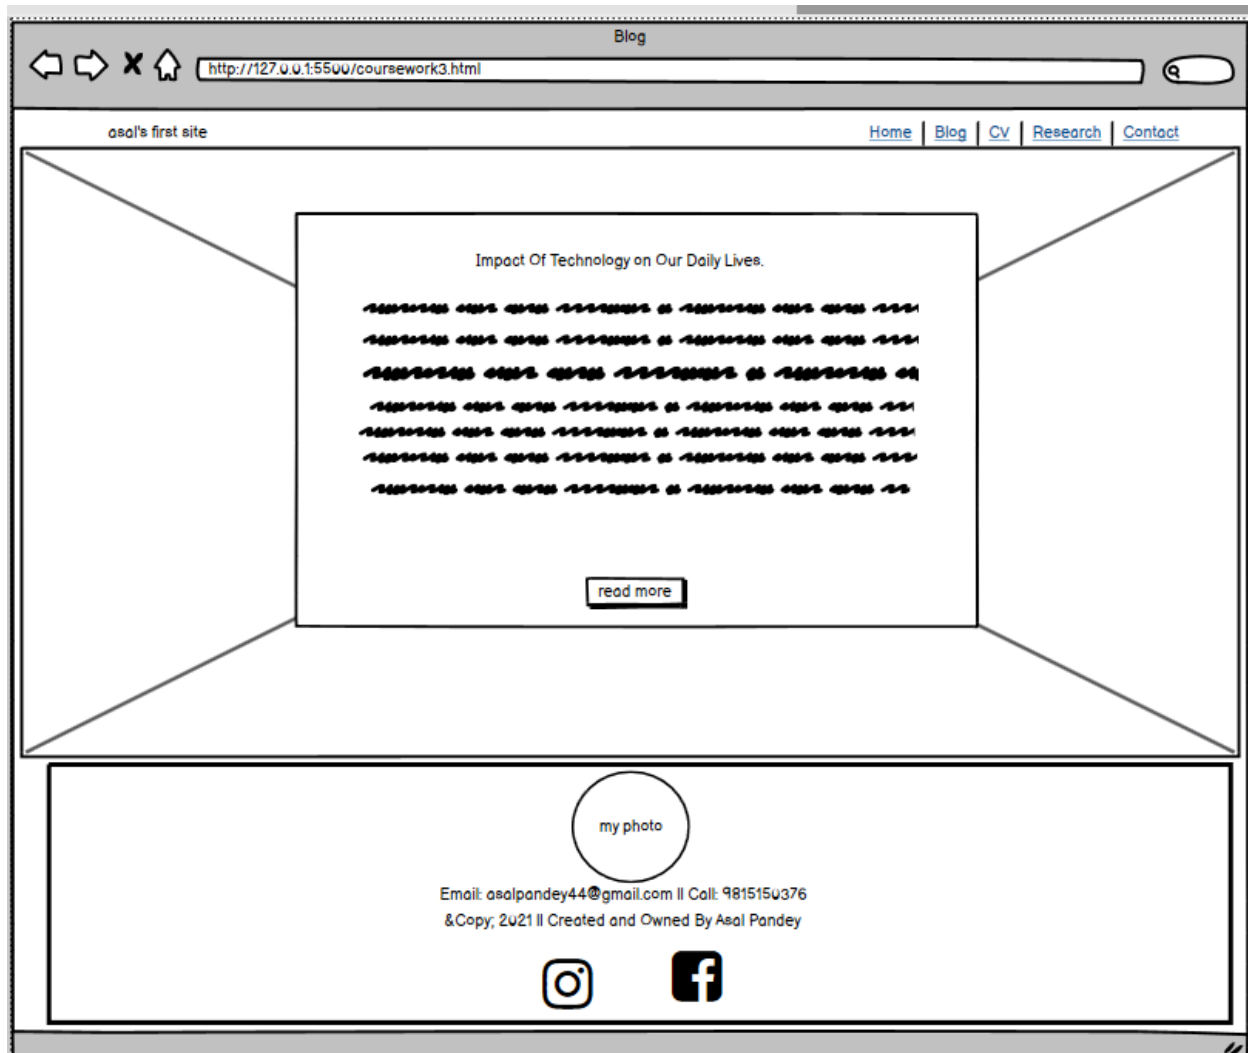 Blog
http://127.0.0.1:5500/coursework3.html
asal's first site
Home | Blog | CV | Research | Contact
Impact Of Technology on Our Daily Lives.
read more
my photo
Email: asalpandey44@gmail.com || Call: 9815150376
&Copy; 2021 || Created and Owned By Asal Pandey